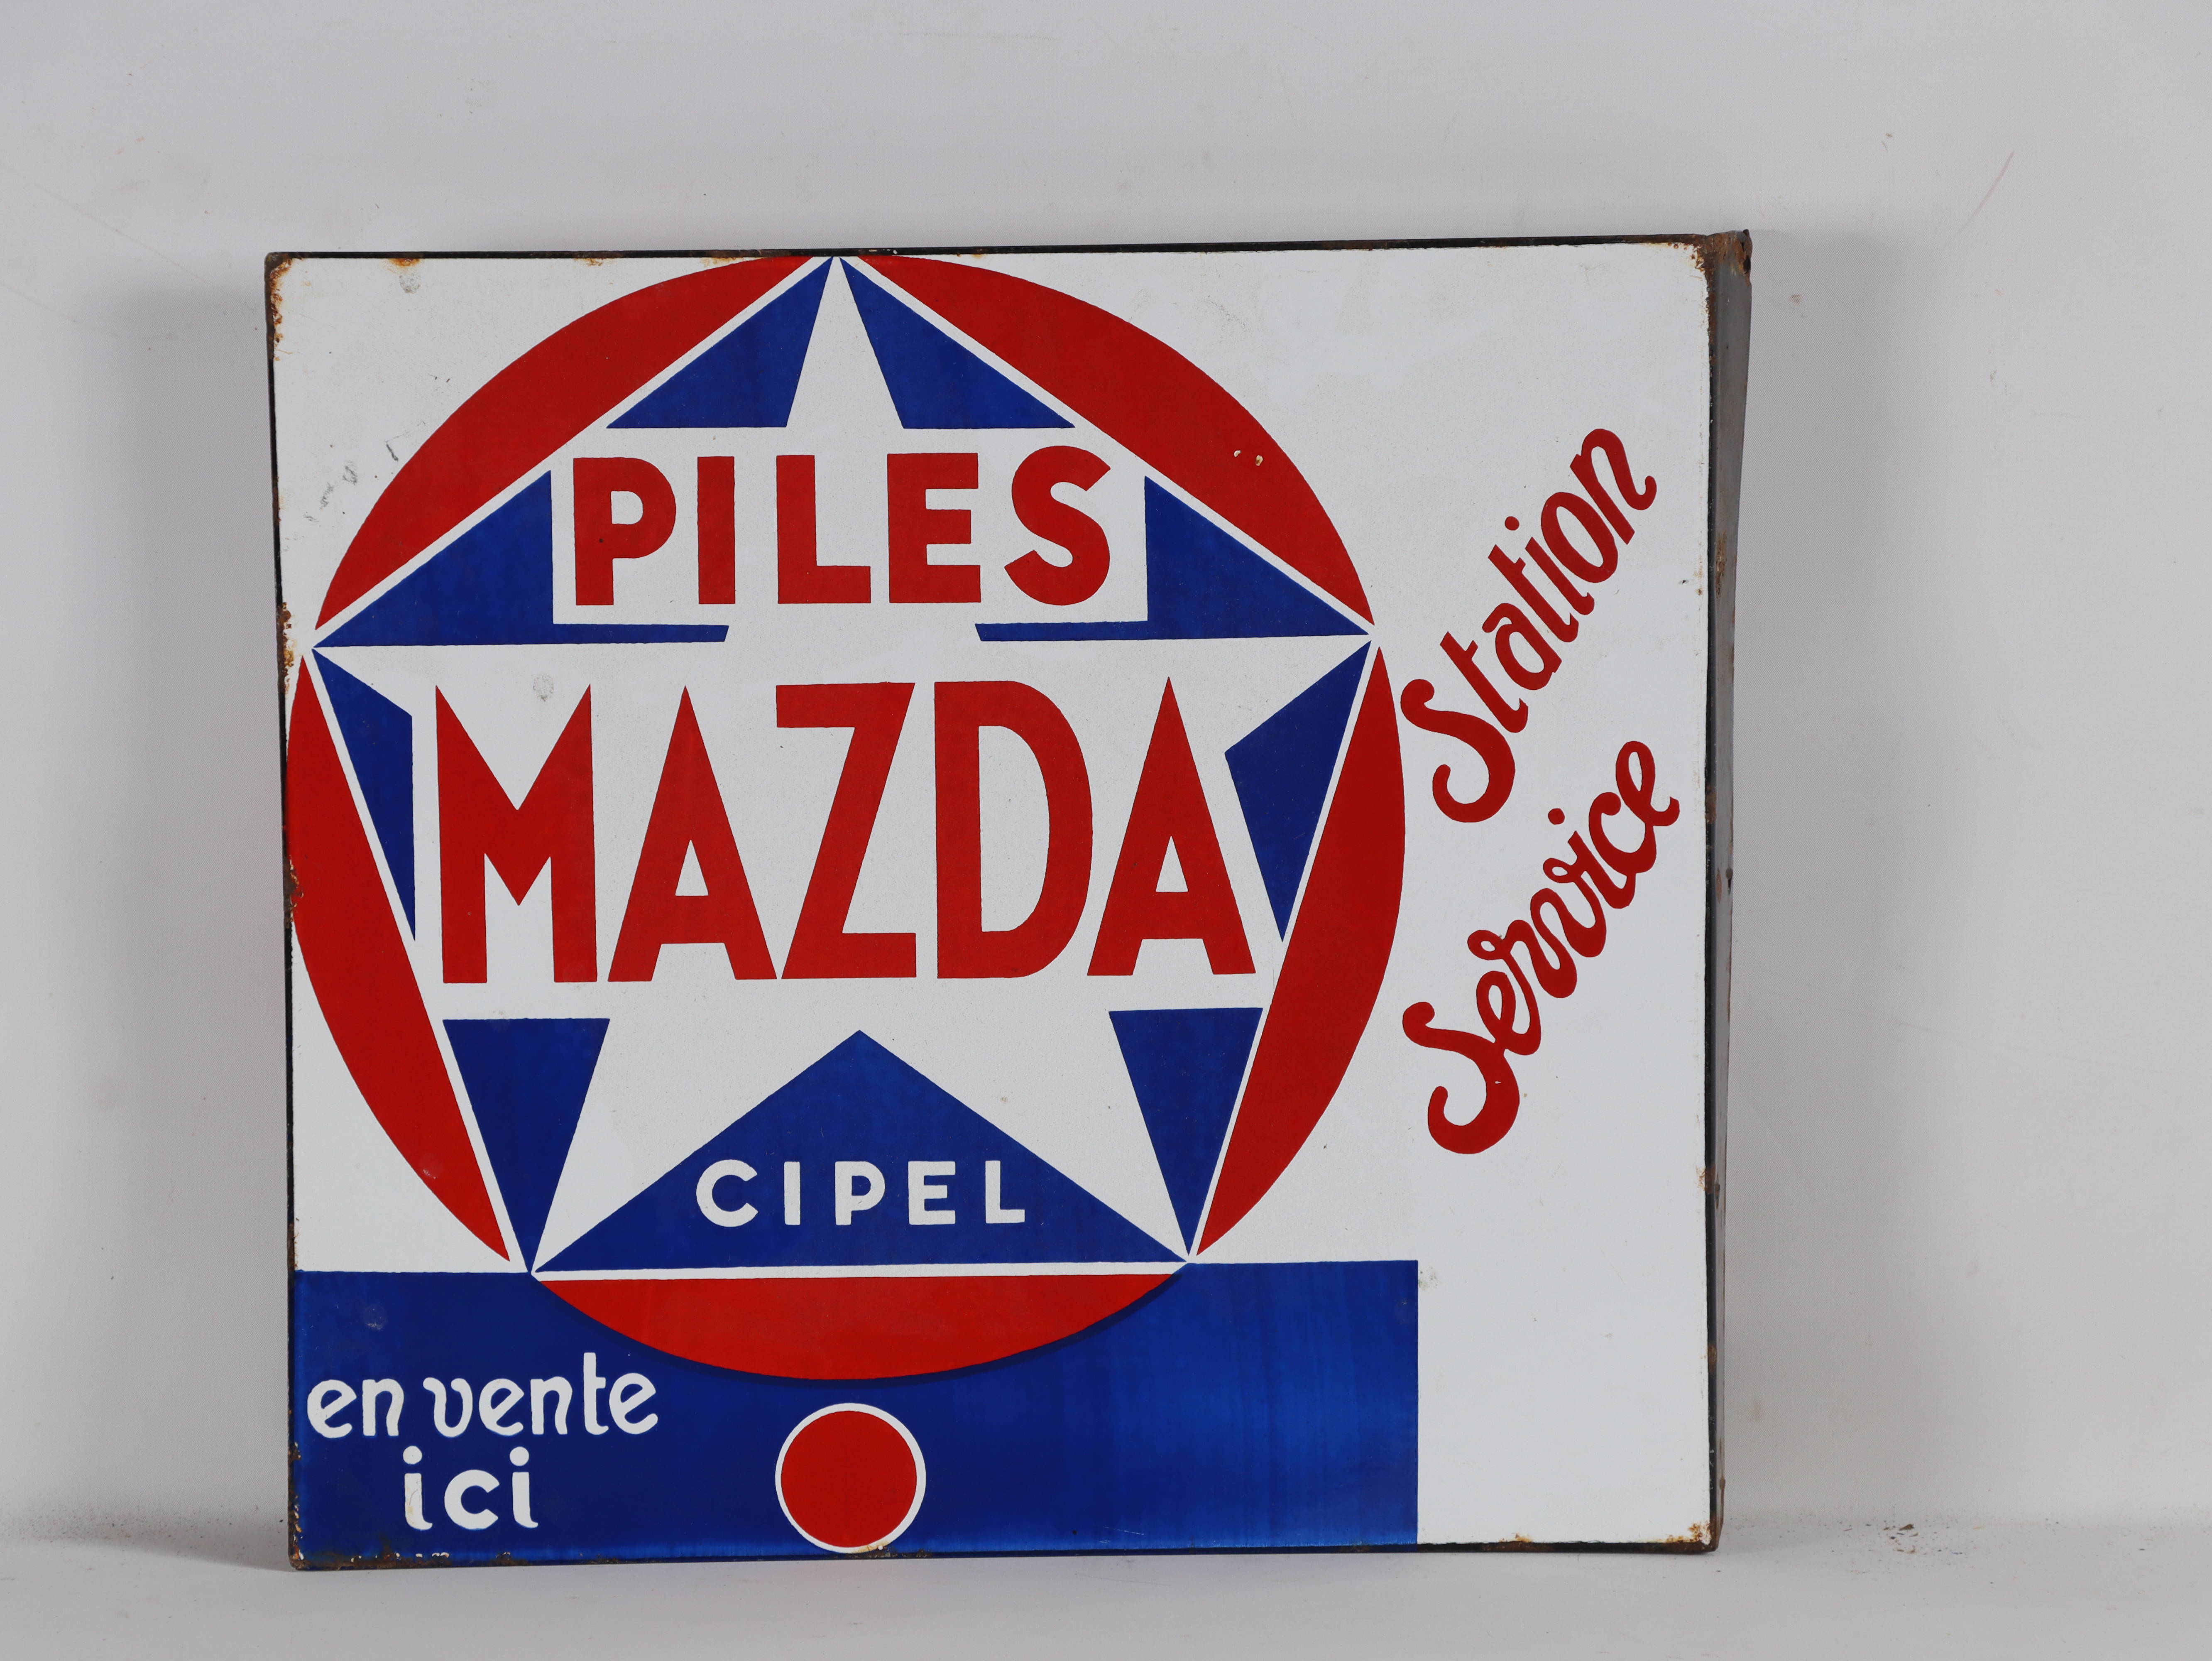 PILES
MAZDA
CIPEL
en vente
ici
Station
Service